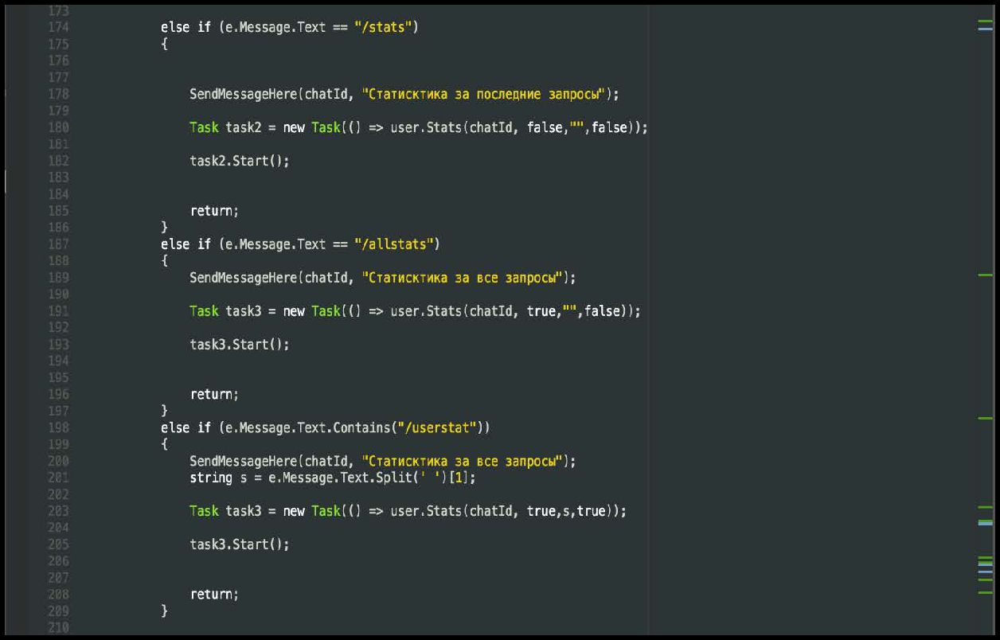 173
174 else if (e.Message.Text == "/stats")
175 {
176
177
178 SendMessageHere(chatId, "Статисктика за последние запросы");
179
180 Task task2 = new Task(() => user.Stats(chatId, false,"",false));
181
182 task2.Start();
183
184
185 return;
186 }
187 else if (e.Message.Text == "/allstats")
188 {
189 SendMessageHere(chatId, "Статисктика за все запросы");
190
191 Task task3 = new Task(() => user.Stats(chatId, true,"",false));
192
193 task3.Start();
194
195
196 return;
197 }
198 else if (e.Message.Text.Contains("/userstat"))
199 {
200 SendMessageHere(chatId, "Статисктика за все запросы");
201 string s = e.Message.Text.Split(' ')[1];
202
203 Task task3 = new Task(() => user.Stats(chatId, true,s,true));
204
205 task3.Start();
206
207
208 return;
209 }
210